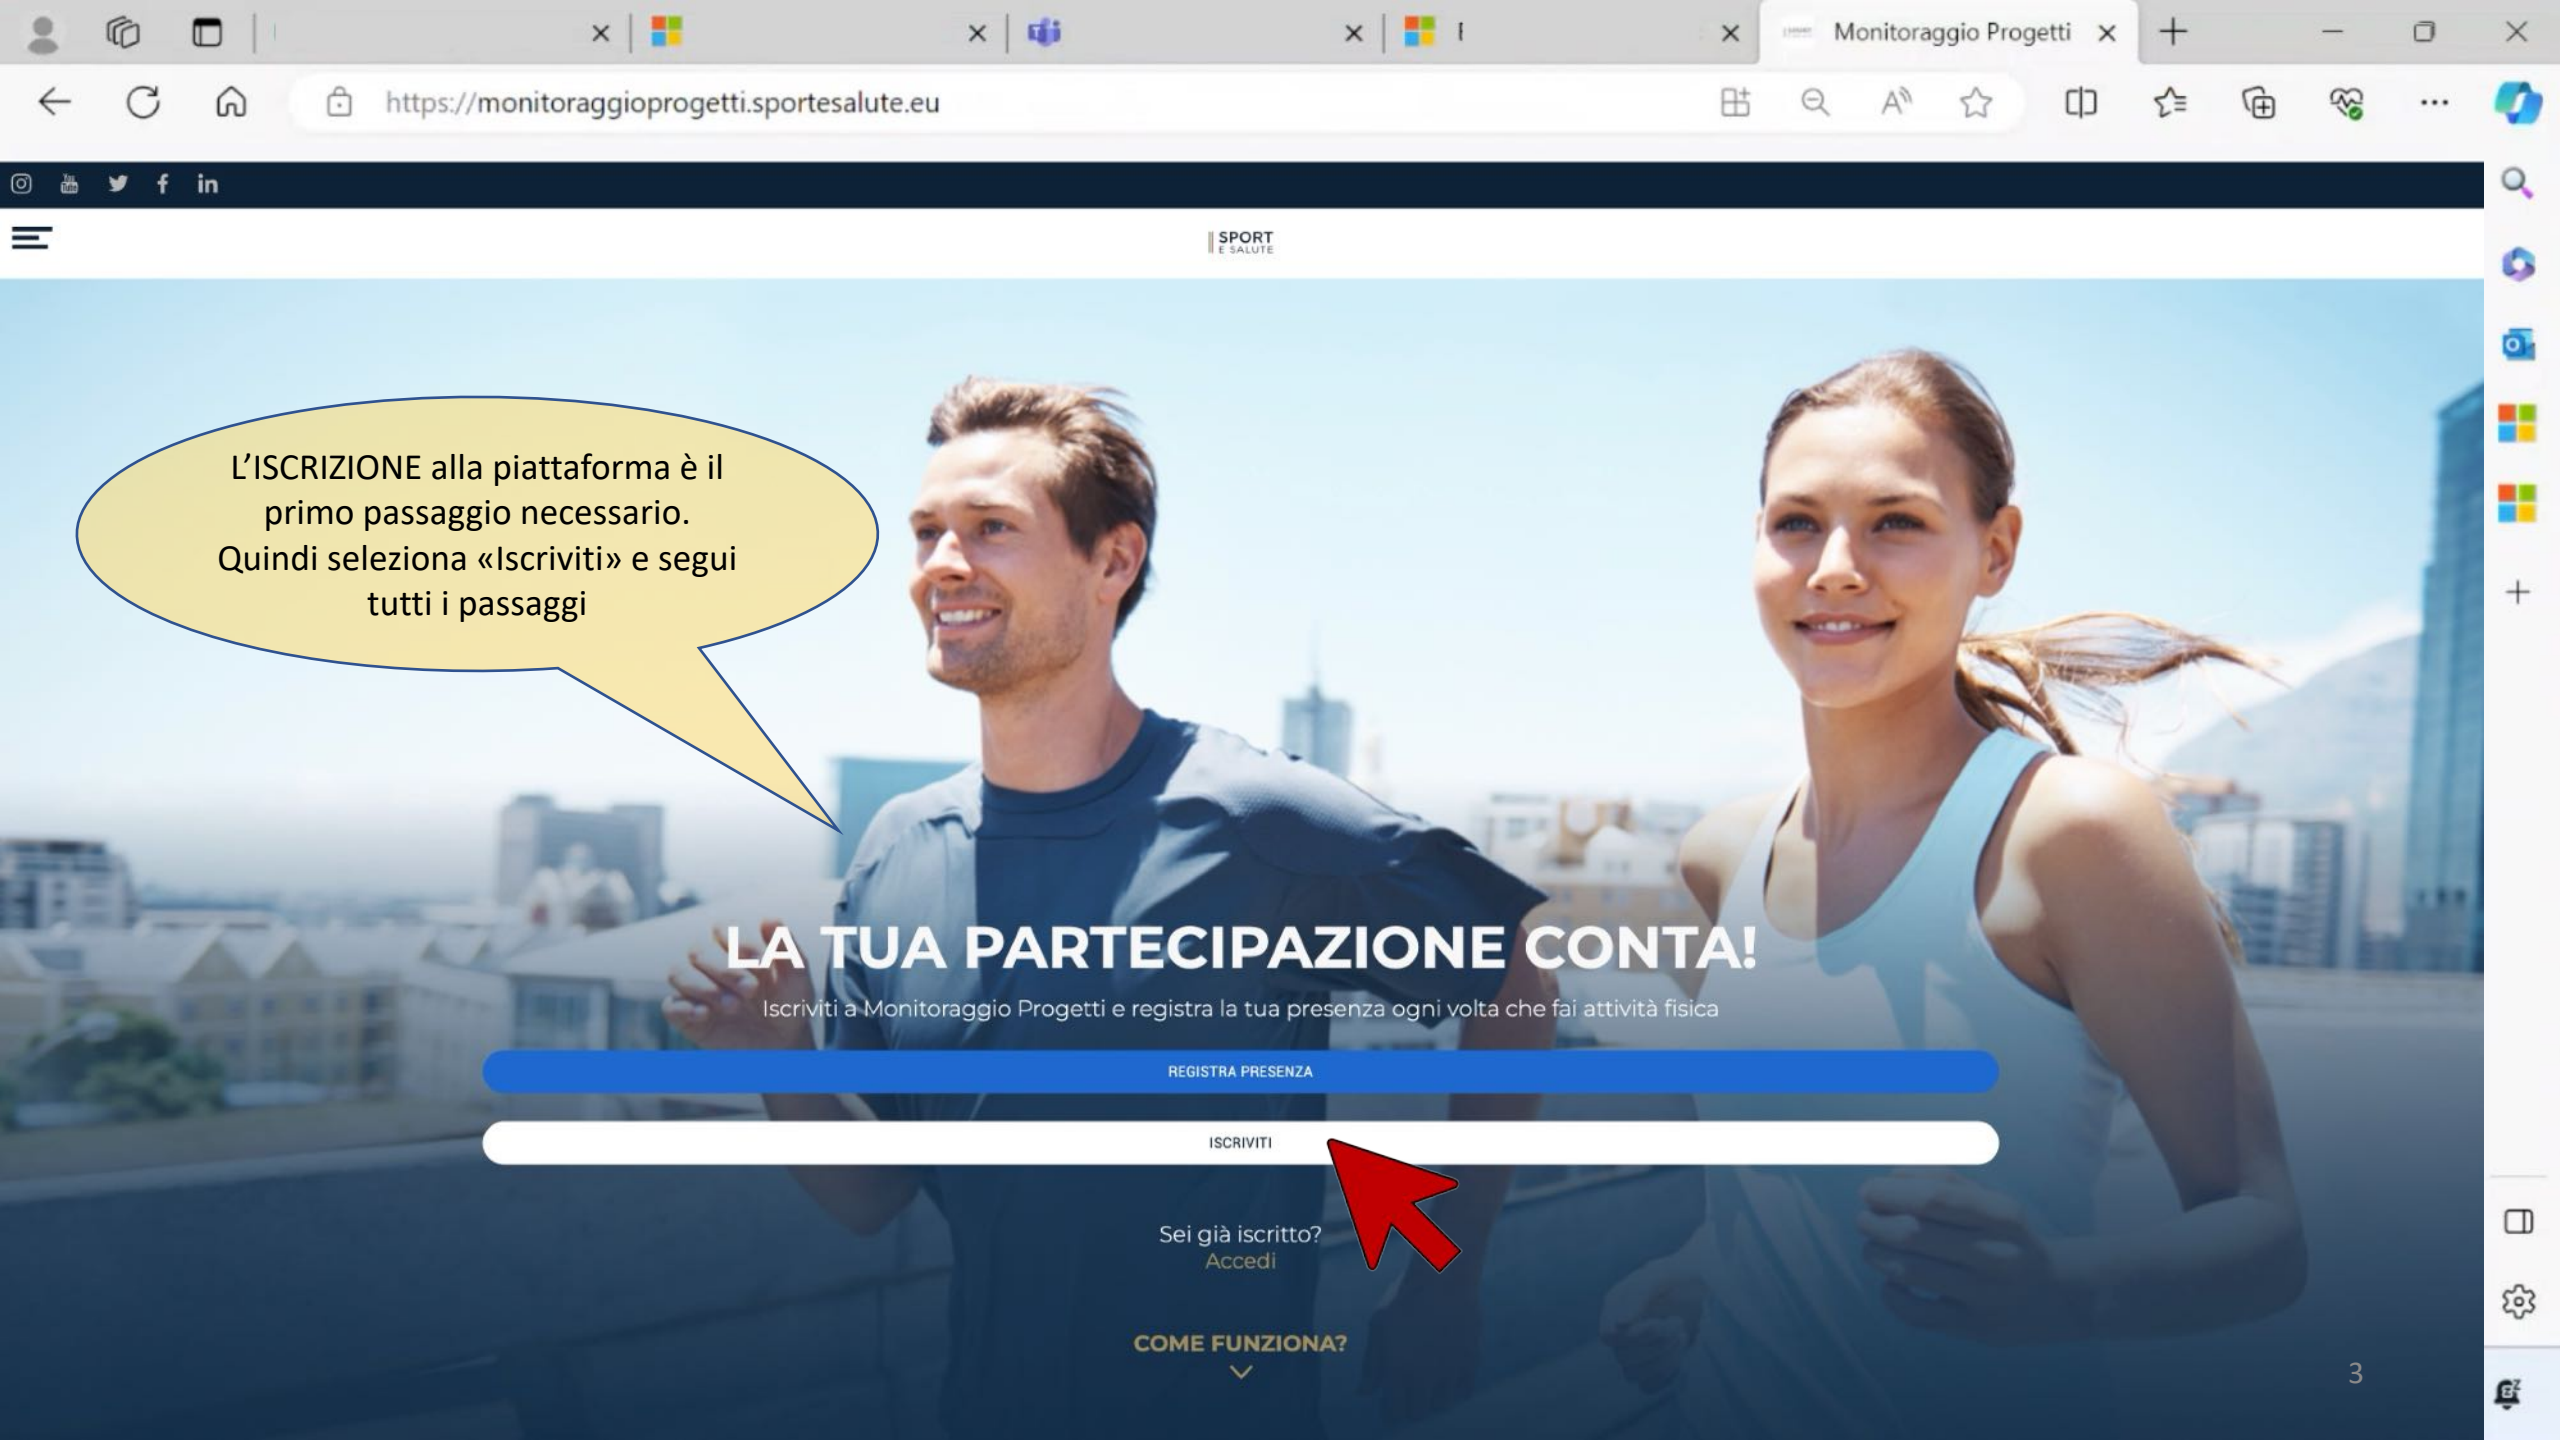 Monitoraggio Progetti
https://monitoraggioprogetti.sportesalute.eu
SPORT
E SALUTE
L’ISCRIZIONE alla piattaforma è il
primo passaggio necessario.
Quindi seleziona «Iscriviti» e segui
tutti i passaggi
LA TUA PARTECIPAZIONE CONTA!
Iscriviti a Monitoraggio Progetti e registra la tua presenza ogni volta che fai attività fisica
REGISTRA PRESENZA
ISCRIVITI
Sei già iscritto?
Accedi
COME FUNZIONA?
3